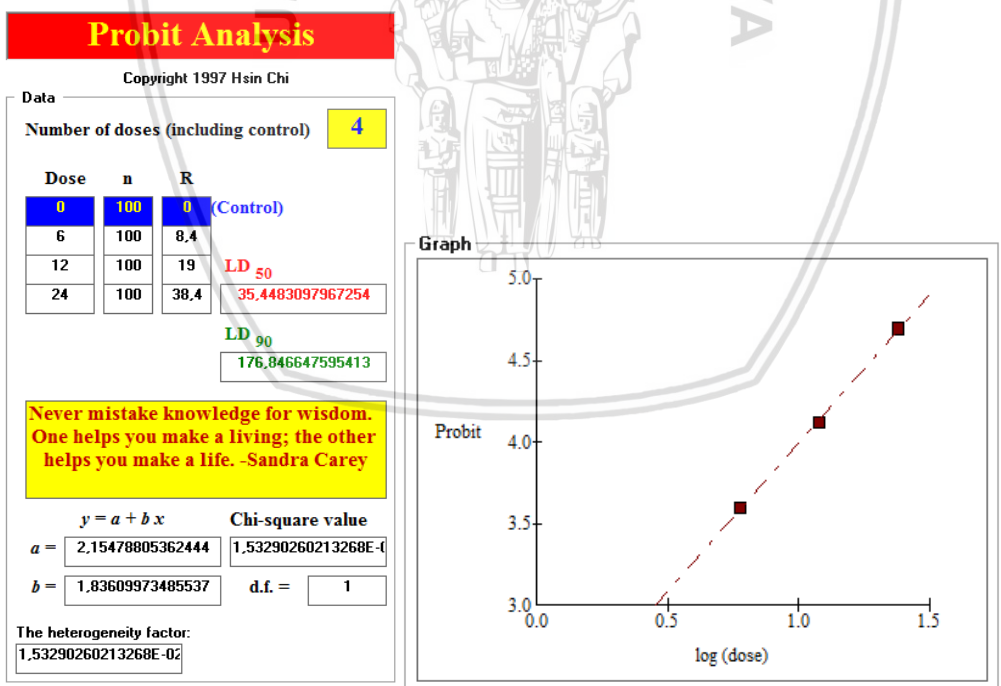 Probit Analysis
Copyright 1997 Hsin Chi
Data
Number of doses (including control) 4
Dose n R
0 100 0 (Control)
6 100 8,4
12 100 19 LD 50
24 100 38,4 35,4483097967254
LD 90
176,846647595413
Never mistake knowledge for wisdom.
One helps you make a living; the other
helps you make a life. -Sandra Carey
y = a + b x Chi-square value
a = 2,15478805362444 1,53290260213268E-0
b = 1,83609973485537 d.f. = 1
The heterogeneity factor:
1,53290260213268E-02
Graph
5.0
4.5
Probit 4.0
3.5
3.0
0.0 0.5 1.0 1.5
log (dose)